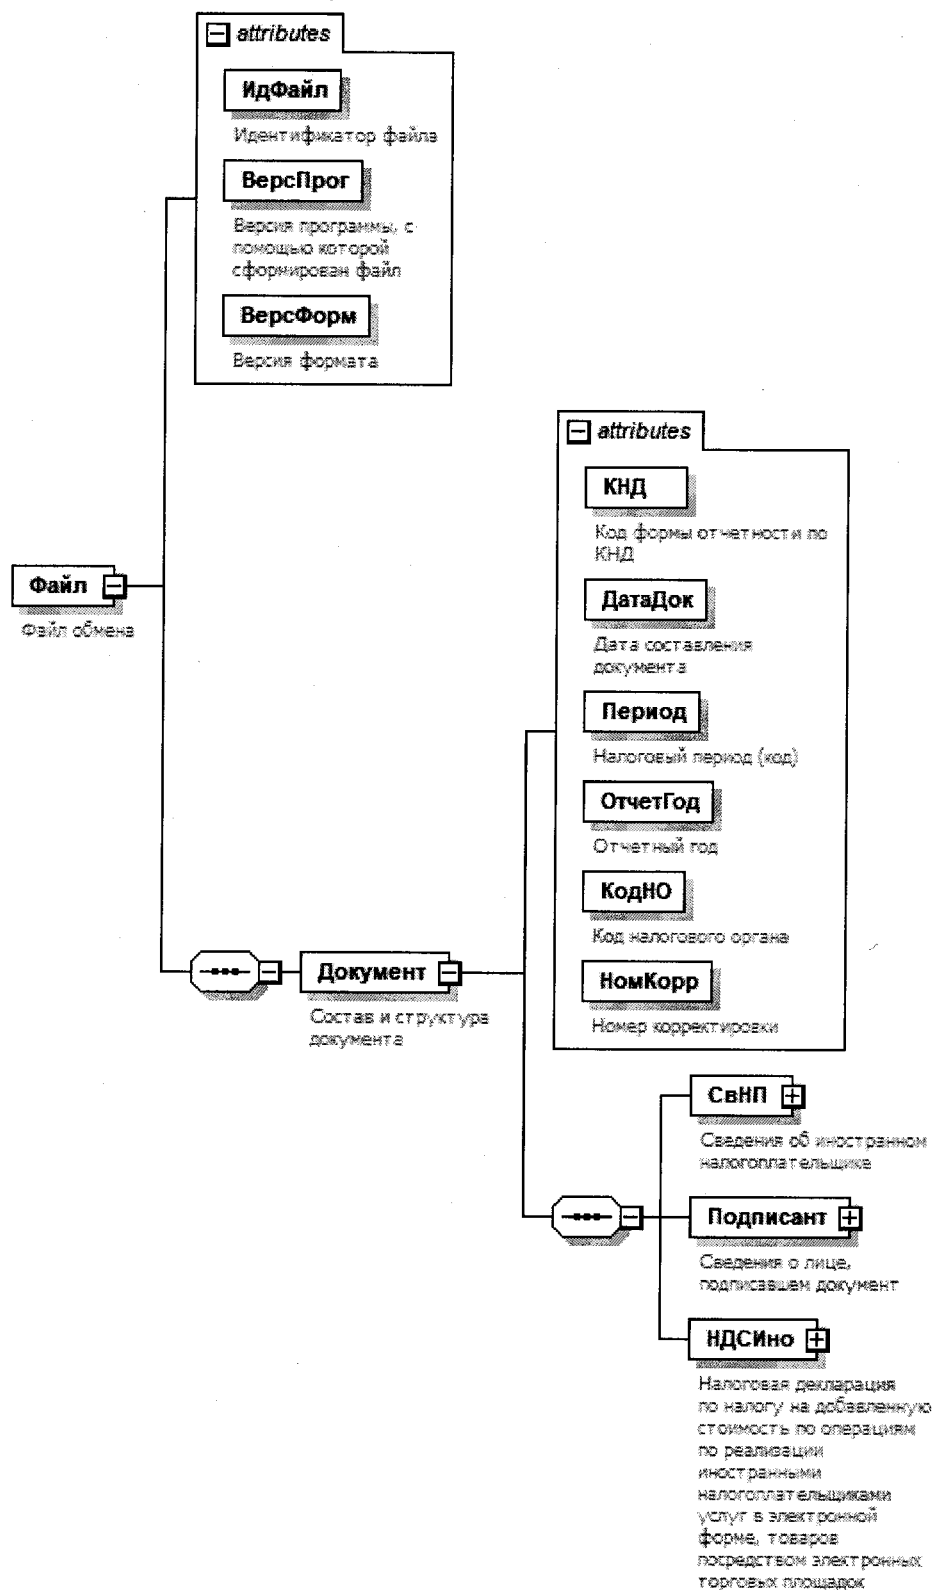 attributes
ИдФайл
Идентификатор файла
ВерсПрог
Версия программы, с
помощью которой
сформирован файл
ВерсФорм
Версия формата
Файл
Файл обмена
Документ
Состав и структура
документа
attributes
КНД
Код формы отчетности по
КНД
ДатаДок
Дата составления
документа
Период
Налоговый период (код)
ОтчетГод
Отчетный год
КодНО
Код налогового органа
НомКорр
Номер корректировки
СвНП
Сведения об иностранном
налогоплательщике
Подписант
Сведения о лице,
подписавшем документ
НДСИно
Налоговая декларация
по налогу на добавленную
стоимость по операциям
по реализации
иностранными
налогоплательщиками
услуг в электронной
форме, товаров
посредством электронных
торговых площадок